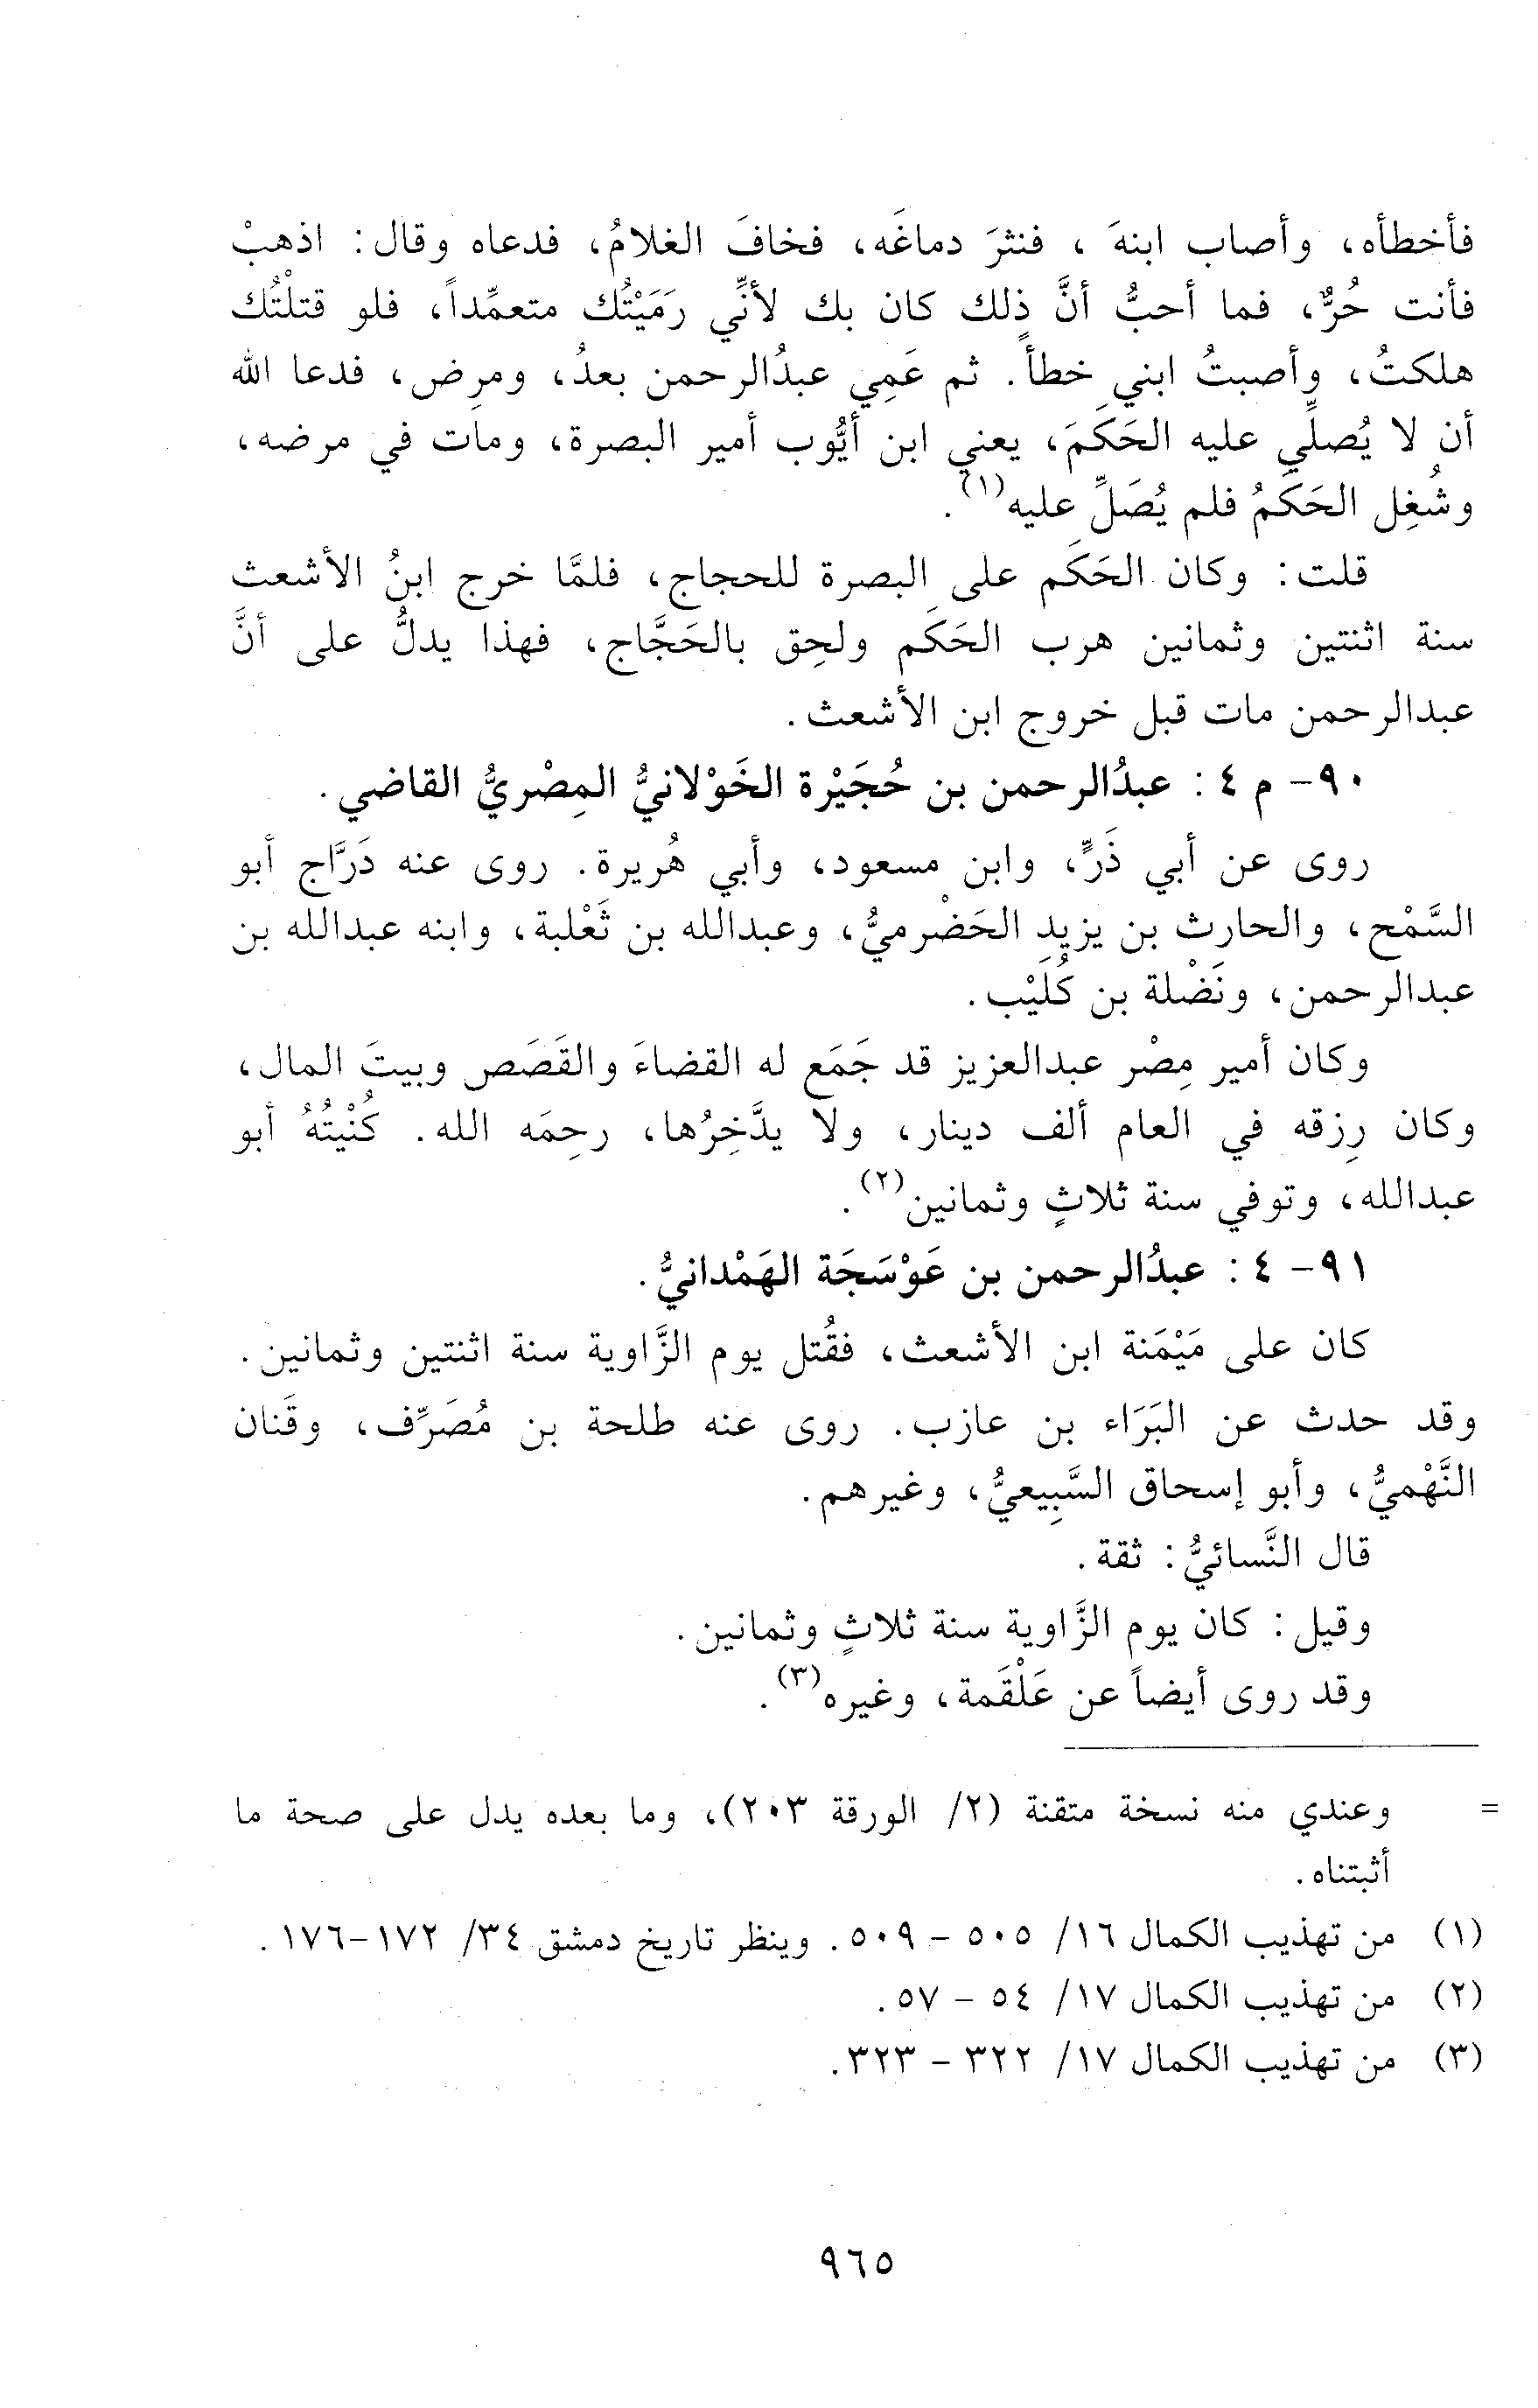 فأخطأه، وأصاب ابنهَ ، فنثرَ دماغَه، فخافَ الغلامُ، فدعاه وقال: اذهبْ
فأنت حُرٌّ، فما أحبُّ أنَّ ذلك كان بك لأنِّي رَمَيْتُك متعمِّداً، فلو قتلْتُك
هلكتُ، وأصبتُ ابني خطأً. ثم عَمِي عبدُالرحمن بعدُ، ومرِض، فدعا الله
أن لا يُصلِّي عليه الحَكَمَ، يعني ابن أيُّوب أمير البصرة، ومات في مرضه،
وشُغِل الحَكَمُ فلم يُصَلِّ عليه(١).
قلت: وكان الحَكَم على البصرة للحجاج، فلمَّا خرج ابنُ الأشعث
سنة اثنتين وثمانين هرب الحَكَم ولحِق بالحَجَّاج، فهذا يدلُّ على أنَّ
عبدالرحمن مات قبل خروج ابن الأشعث.
٩٠- م ٤: عبدُالرحمن بن حُجَيْرة الخَوْلانيُّ المِصْريُّ القاضي.
روى عن أبي ذَرٍّ، وابن مسعود، وأبي هُريرة. روى عنه دَرَّاج أبو
السَّمْح، والحارث بن يزيد الحَضْرميُّ، وعبدالله بن ثَعْلبة، وابنه عبدالله بن
عبدالرحمن، ونَضْلة بن كُلَيْب.
وكان أمير مِصْر عبدالعزيز قد جَمَع له القضاءَ والقَصَص وبيتَ المال،
وكان رِزقه في العام ألف دينار، ولا يدَّخِرُها، رحِمَه الله. كُنْيتُهُ أبو
عبدالله، وتوفي سنة ثلاثٍ وثمانين(٢).
٩١- ٤: عبدُالرحمن بن عَوْسَجَة الهَمْدانيُّ.
كان على مَيْمَنة ابن الأشعث، فقُتل يوم الزَّاوية سنة اثنتين وثمانين.
وقد حدث عن البَرَاء بن عازب. روى عنه طلحة بن مُصَرِّف، وقَنان
النَّهْميُّ، وأبو إسحاق السَّبِيعيُّ، وغيرهم.
قال النَّسائيُّ: ثقة.
وقيل: كان يوم الزَّاوية سنة ثلاثٍ وثمانين.
وقد روى أيضاً عن عَلْقَمة، وغيره(٣).
= وعندي منه نسخة متقنة (٢/ الورقة ٢٠٣)، وما بعده يدل على صحة ما
أثبتناه.
(١) من تهذيب الكمال ١٦/ ٥٠٥ - ٥٠٩. وينظر تاريخ دمشق ٣٤/ ١٧٢-١٧٦.
(٢) من تهذيب الكمال ١٧/ ٥٤ - ٥٧.
(٣) من تهذيب الكمال ١٧/ ٣٢٢ - ٣٢٣.
٩٦٥